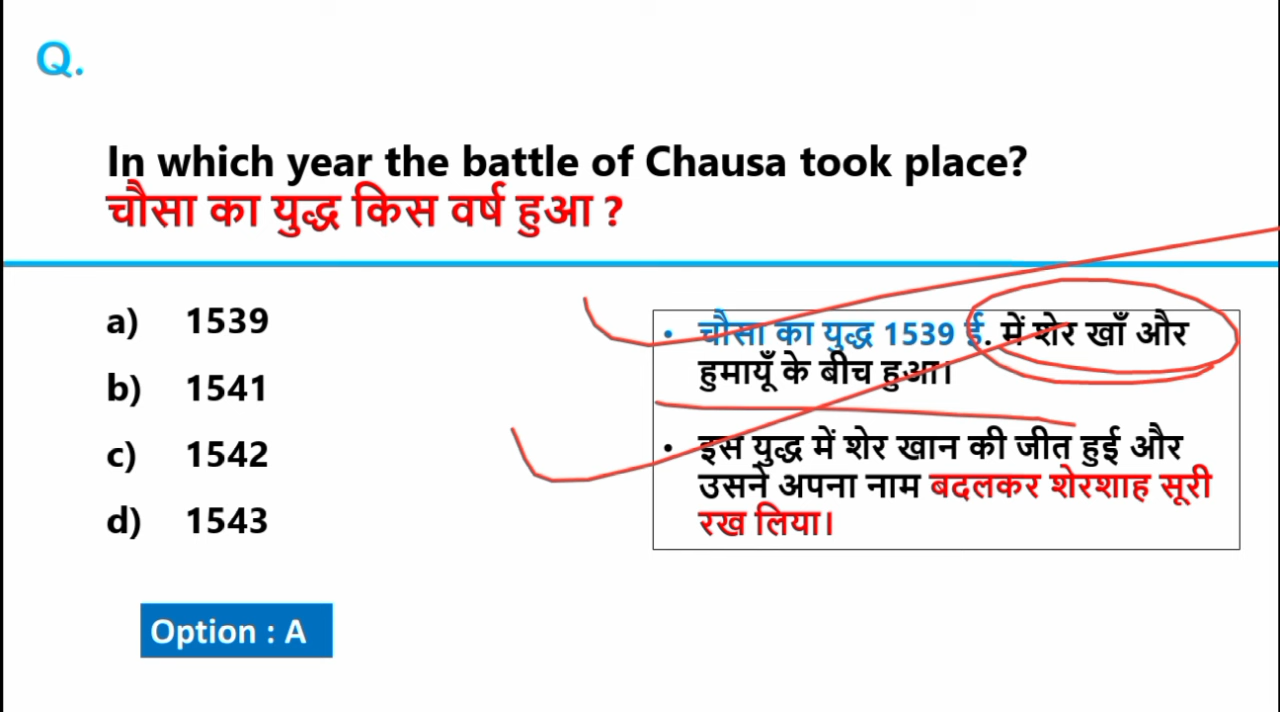 Q.
In which year the battle of Chausa took place?
चौसा का युद्ध किस वर्ष हुआ ?
a) 1539
b) 1541
c) 1542
d) 1543
• चौसा का युद्ध 1539 ई. में शेर खाँ और
हुमायूँ के बीच हुआ।
• इस युद्ध में शेर खान की जीत हुई और
उसने अपना नाम बदलकर शेरशाह सूरी
रख लिया।
Option : A